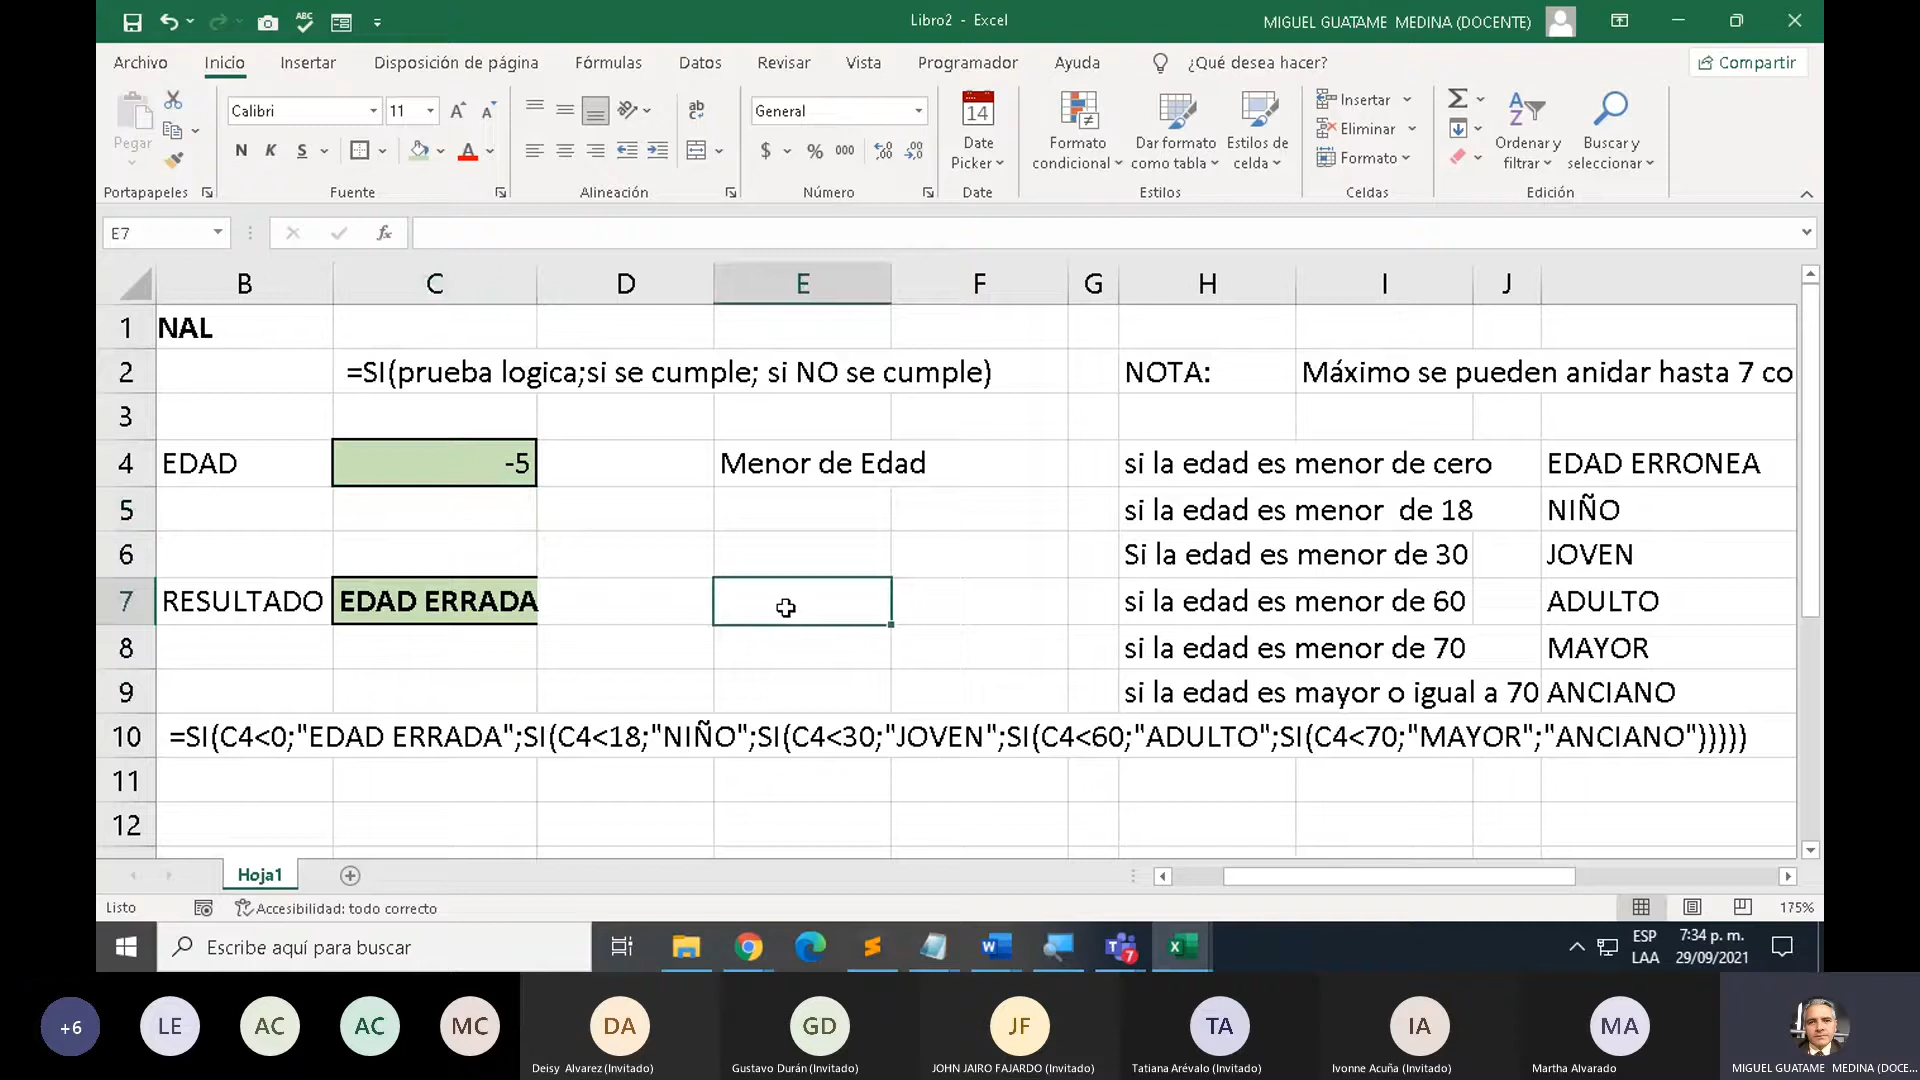 Libro2 - Excel
MIGUEL GUATAME MEDINA (DOCENTE)
Archivo Inicio Insertar Disposición de página Fórmulas Datos Revisar Vista Programador Ayuda ¿Qué desea hacer? Compartir
Pegar
Calibri 11
N K S
General
$ % 000
14
Date Picker
Formato condicional
Dar formato como tabla
Estilos de celda
Insertar
Eliminar
Formato
Ordenar y filtrar
Buscar y seleccionar
Portapapeles Fuente Alineación Número Date Estilos Celdas Edición
E7 fx
B C D E F G H I J
1 NAL
2 =SI(prueba logica;si se cumple; si NO se cumple) NOTA: Máximo se pueden anidar hasta 7 co
3
4 EDAD -5 Menor de Edad si la edad es menor de cero EDAD ERRONEA
5 si la edad es menor  de 18 NIÑO
6 Si la edad es menor de 30 JOVEN
7 RESULTADO EDAD ERRADA si la edad es menor de 60 ADULTO
8 si la edad es menor de 70 MAYOR
9 si la edad es mayor o igual a 70 ANCIANO
10 =SI(C4<0;"EDAD ERRADA";SI(C4<18;"NIÑO";SI(C4<30;"JOVEN";SI(C4<60;"ADULTO";SI(C4<70;"MAYOR";"ANCIANO")))))
11
12
Hoja1
Listo Accesibilidad: todo correcto 175%
Escribe aquí para buscar
7
ESP 7:34 p. m.
LAA 29/09/2021
+6 LE AC AC MC DA GD JF TA IA MA
Deisy Alvarez (Invitado) Gustavo Durán (Invitado) JOHN JAIRO FAJARDO (Invitado) Tatiana Arévalo (Invitado) Ivonne Acuña (Invitado) Martha Alvarado MIGUEL GUATAME MEDINA (DOCE...